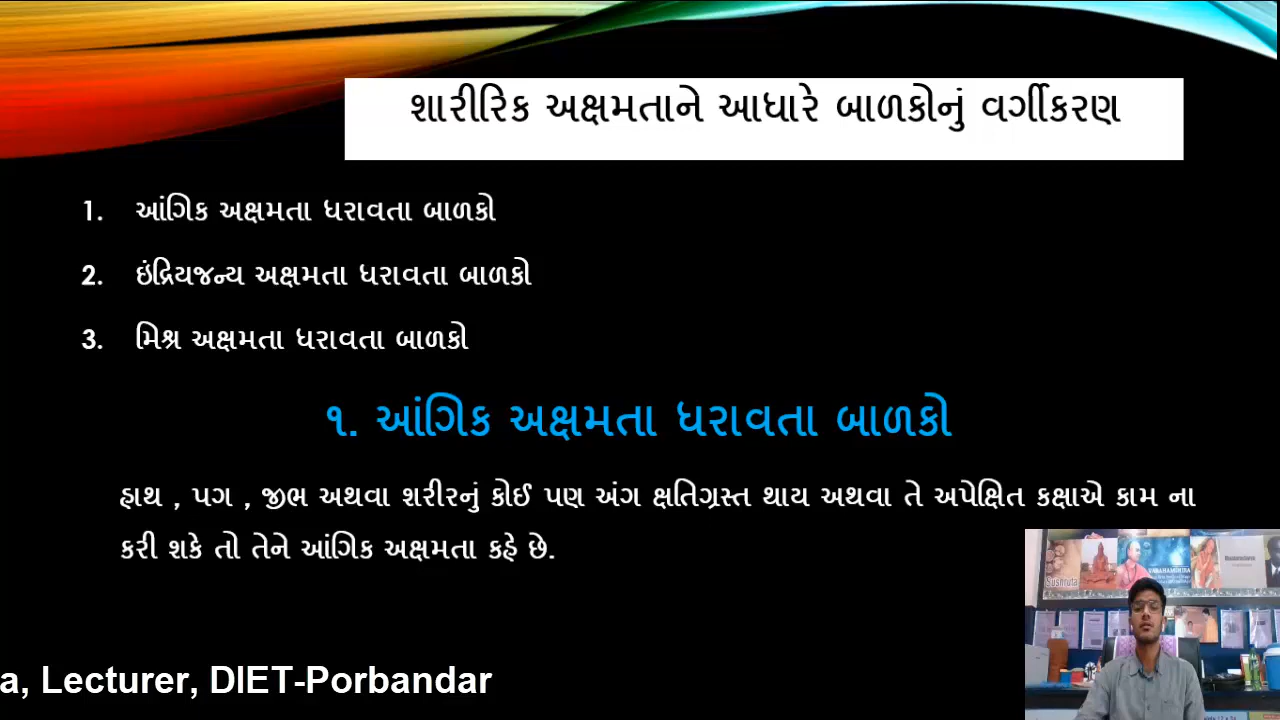 શારીરિક અક્ષમતાને આધારે બાળકોનું વર્ગીકરણ
1. આંગિક અક્ષમતા ધરાવતા બાળકો
2. ઇંદ્રિયજન્ય અક્ષમતા ધરાવતા બાળકો
3. મિશ્ર અક્ષમતા ધરાવતા બાળકો
૧. આંગિક અક્ષમતા ધરાવતા બાળકો
હાથ , પગ , જીભ અથવા શરીરનું કોઈ પણ અંગ ક્ષતિગ્રસ્ત થાય અથવા તે અપેક્ષિત કક્ષાએ કામ ના
કરી શકે તો તેને આંગિક અક્ષમતા કહે છે.
Sushruta
a, Lecturer, DIET-Porbandar